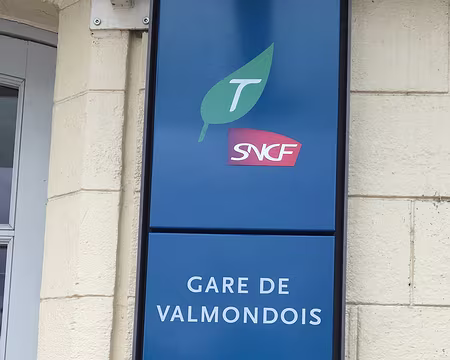 T
SNCF
GARE DE
VALMONDOIS